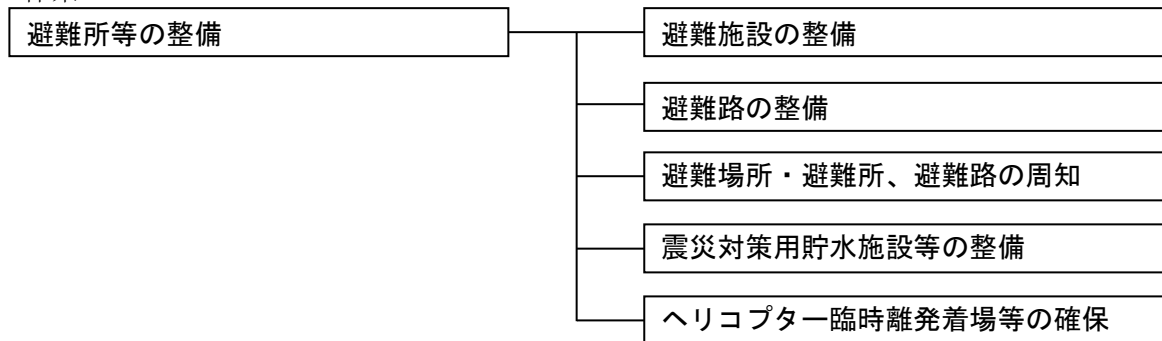 避難所等の整備
避難施設の整備
避難路の整備
避難場所・避難所、避難路の周知
震災対策用貯水施設等の整備
ヘリコプター臨時離発着場等の確保